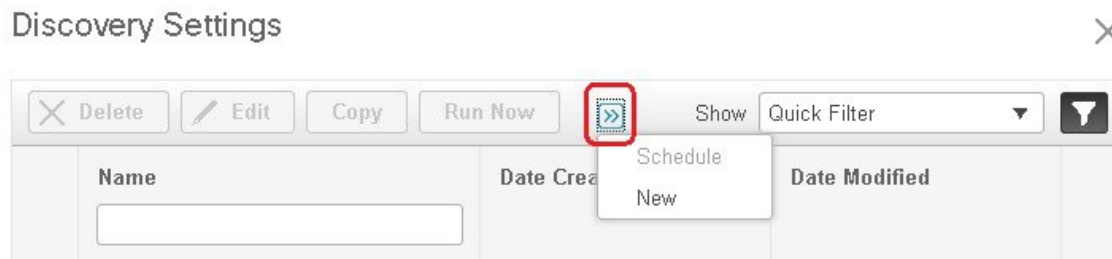 Discovery Settings
Delete Edit Copy Run Now Show Quick Filter
Schedule
Name Date Crea Date Modified
New